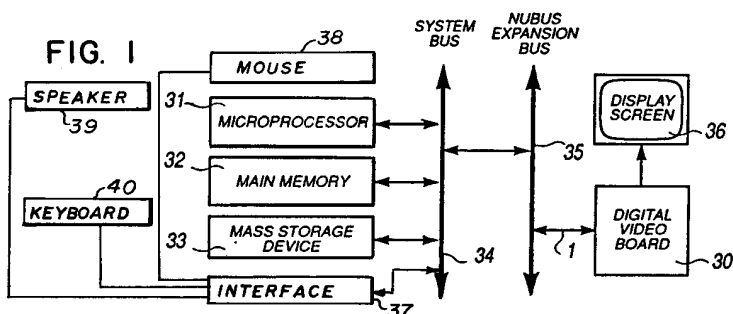 FIG. 1
SPEAKER
39
KEYBOARD
40
38
MOUSE
31
MICROPROCESSOR
32
MAIN MEMORY
33
MASS STORAGE
DEVICE
INTERFACE
37
SYSTEM
BUS
34
NUBUS
EXPANSION
BUS
35
1
DISPLAY
SCREEN
36
DIGITAL
VIDEO
BOARD
30